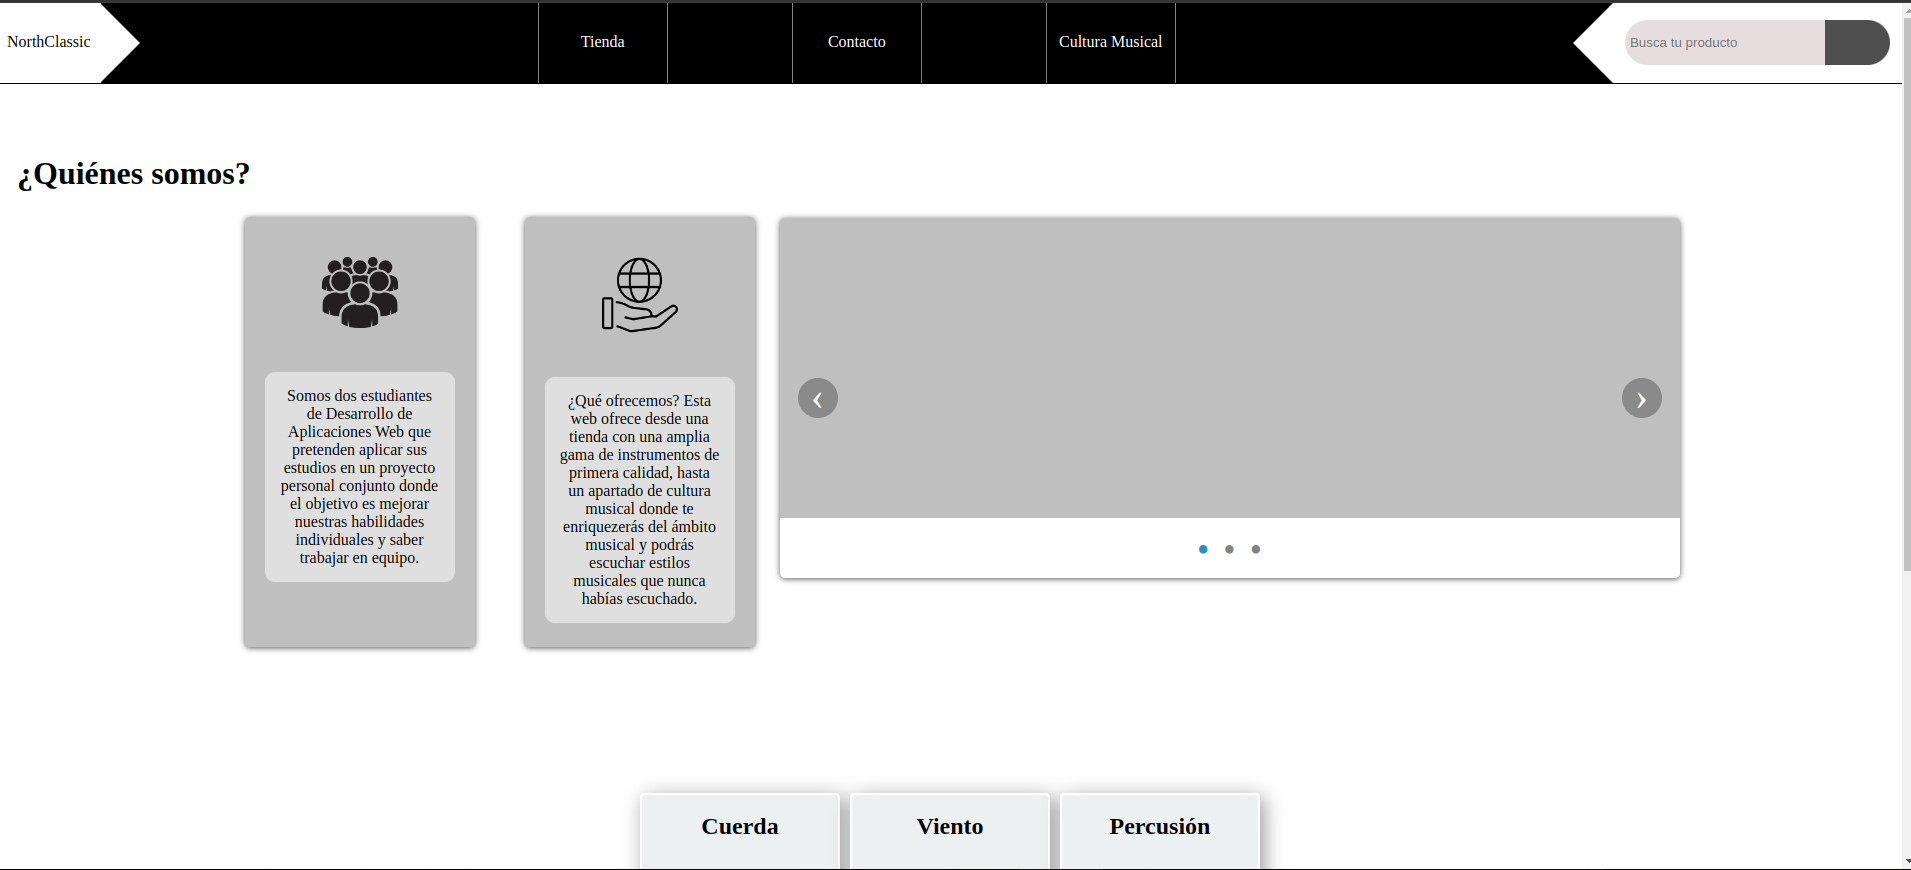 NorthClassic
Tienda
Contacto
Cultura Musical
Busca tu producto
¿Quiénes somos?
Somos dos estudiantes
de Desarrollo de
Aplicaciones Web que
pretenden aplicar sus
estudios en un proyecto
personal conjunto donde
el objetivo es mejorar
nuestras habilidades
individuales y saber
trabajar en equipo.
¿Qué ofrecemos? Esta
web ofrece desde una
tienda con una amplia
gama de instrumentos de
primera calidad, hasta
un apartado de cultura
musical donde te
enriquezerás del ámbito
musical y podrás
escuchar estilos
musicales que nunca
habías escuchado.
Cuerda
Viento
Percusión